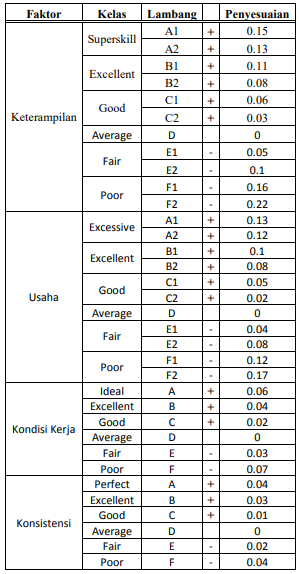 Faktor Kelas Lambang Penyesuaian
Keterampilan Superskill A1 + 0.15
A2 + 0.13
Excellent B1 + 0.11
B2 + 0.08
Good C1 + 0.06
C2 + 0.03
Average D 0
Fair E1 - 0.05
E2 - 0.1
Poor F1 - 0.16
F2 - 0.22
Usaha Excessive A1 + 0.13
A2 + 0.12
Excellent B1 + 0.1
B2 + 0.08
Good C1 + 0.05
C2 + 0.02
Average D 0
Fair E1 - 0.04
E2 - 0.08
Poor F1 - 0.12
F2 - 0.17
Kondisi Kerja Ideal A + 0.06
Excellent B + 0.04
Good C + 0.02
Average D 0
Fair E - 0.03
Poor F - 0.07
Konsistensi Perfect A + 0.04
Excellent B + 0.03
Good C + 0.01
Average D 0
Fair E - 0.02
Poor F - 0.04